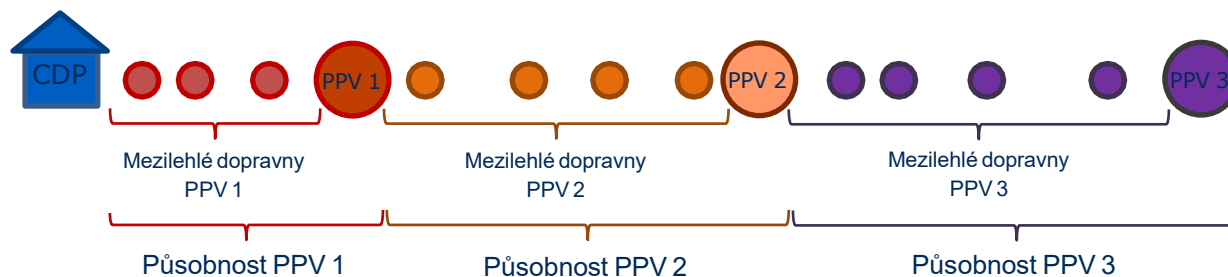 CDP
PPV 1
PPV 2
PPV 3
Mezilehlé dopravny
PPV 1
Mezilehlé dopravny
PPV 2
Mezilehlé dopravny
PPV 3
Působnost PPV 1
Působnost PPV 2
Působnost PPV 3